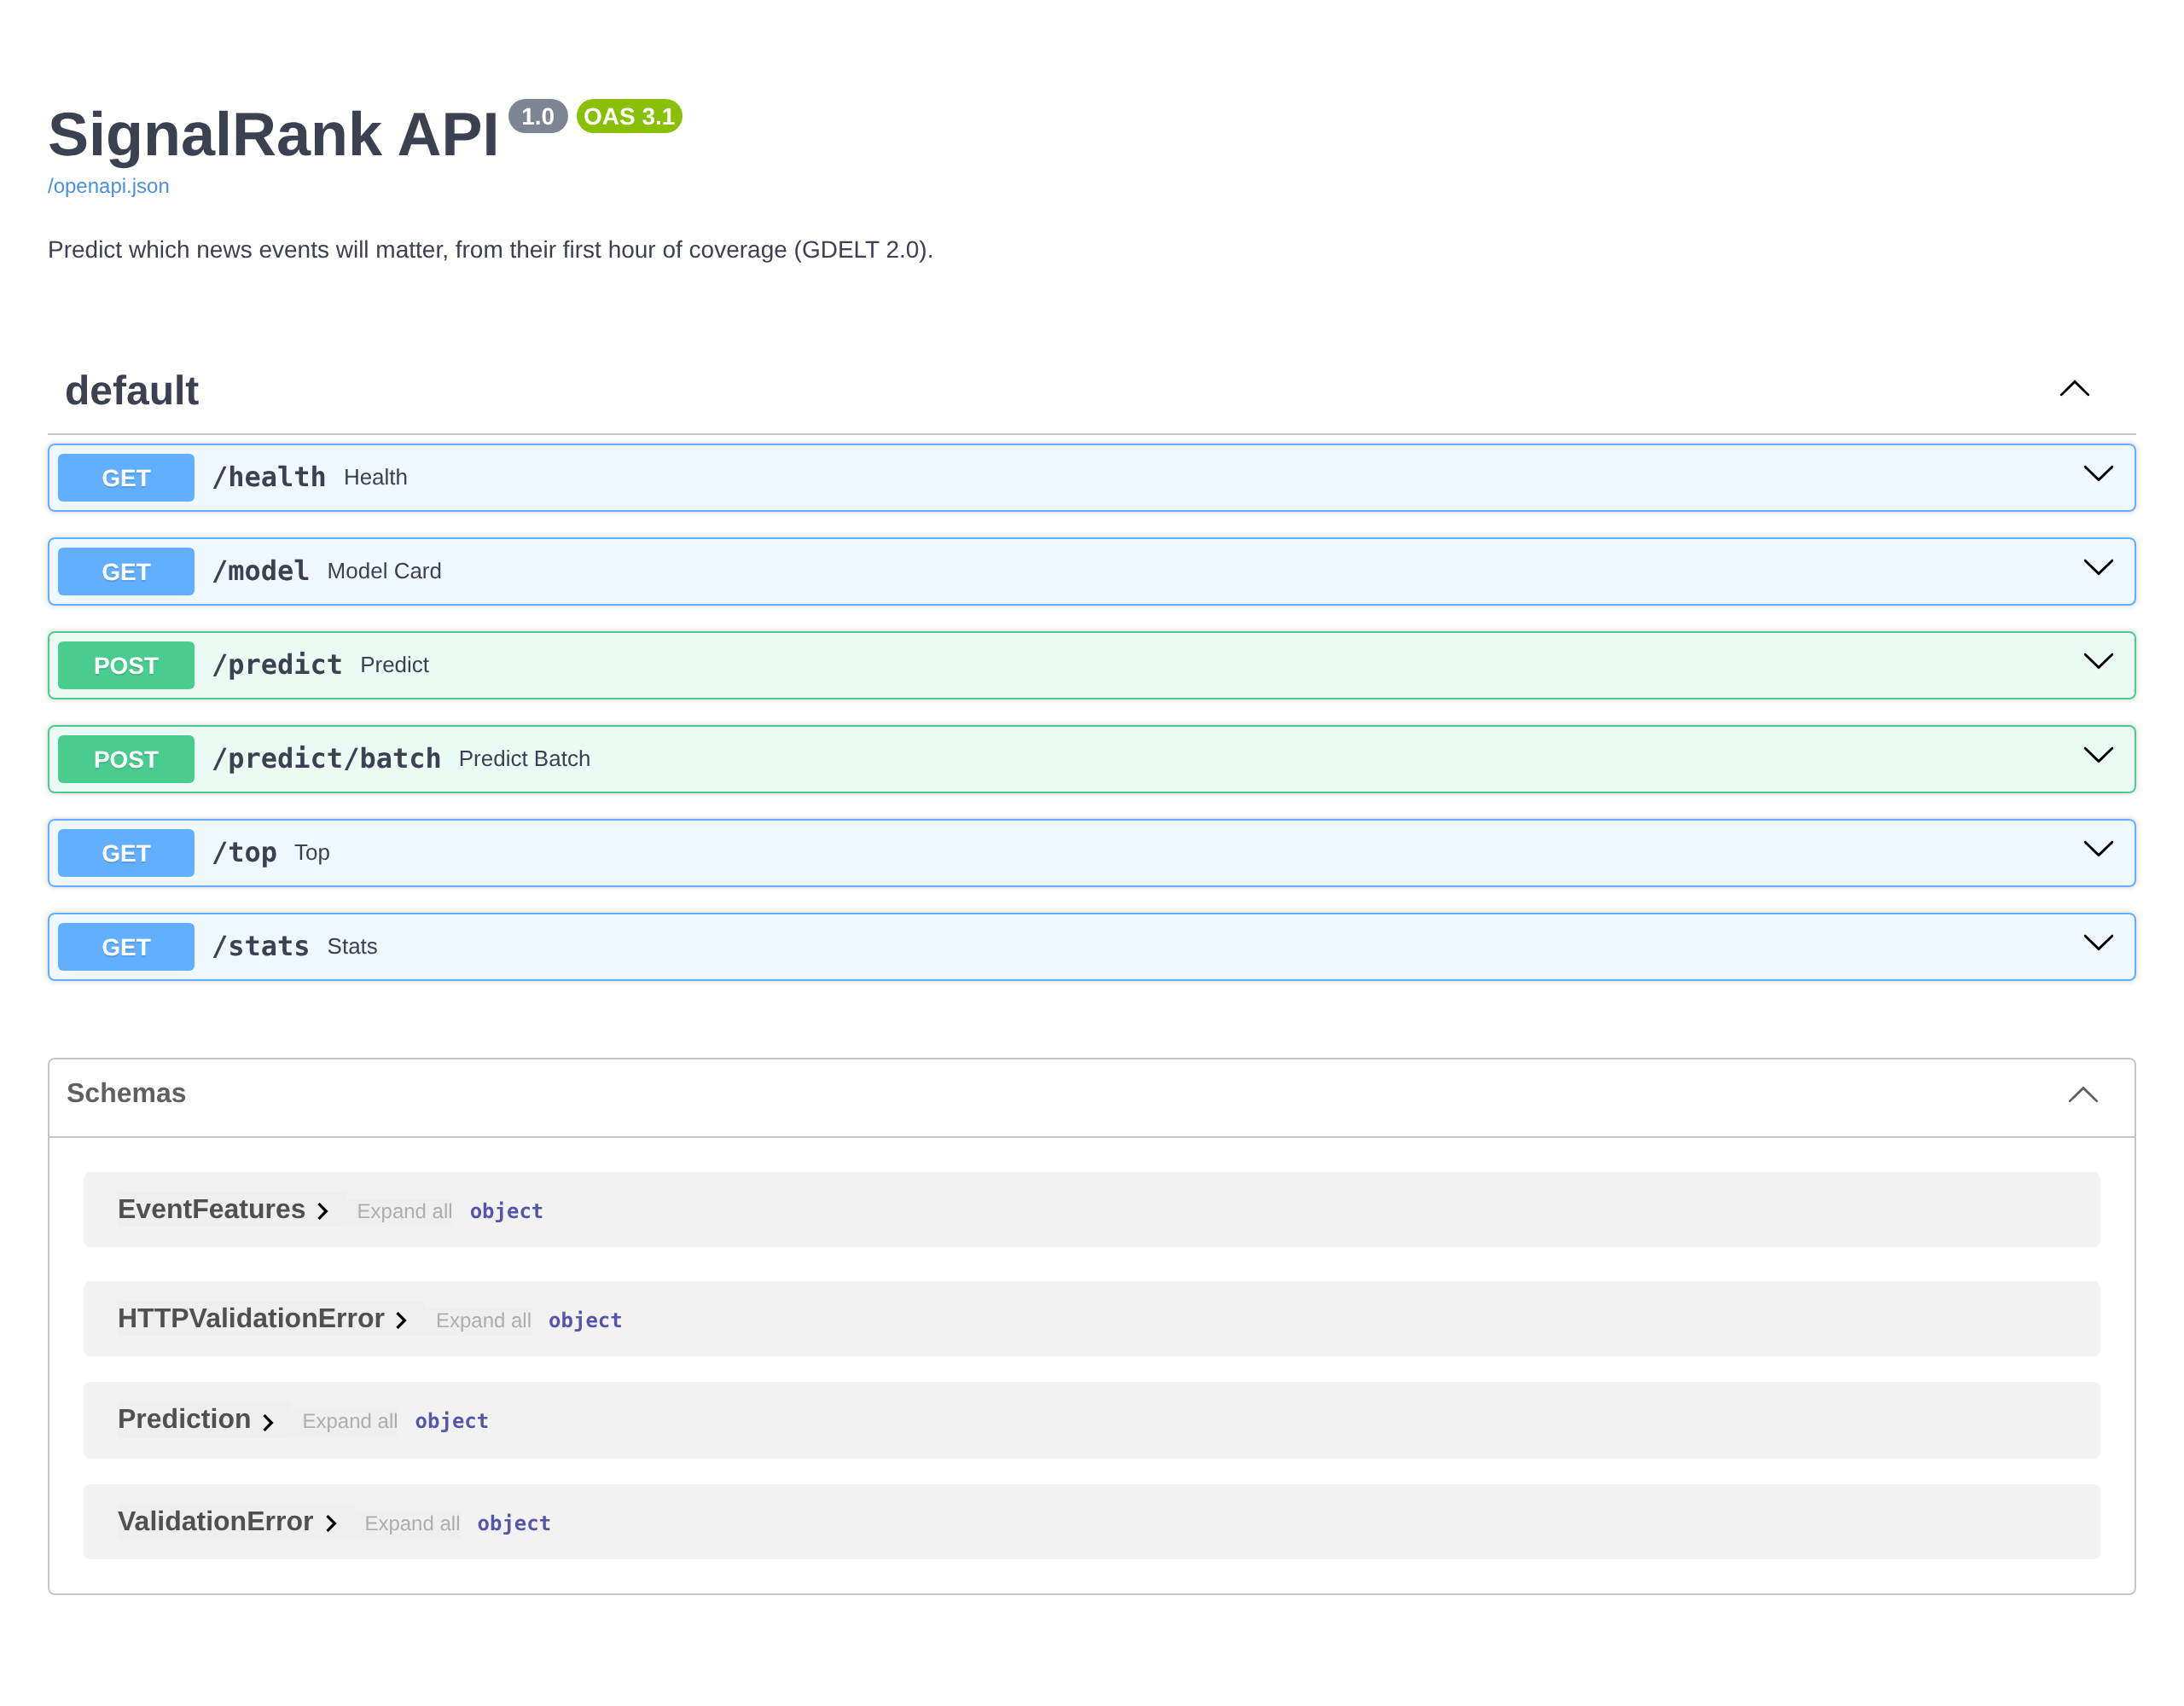 SignalRank API 1.0 OAS 3.1
/openapi.json
Predict which news events will matter, from their first hour of coverage (GDELT 2.0).
default
GET /health Health
GET /model Model Card
POST /predict Predict
POST /predict/batch Predict Batch
GET /top Top
GET /stats Stats
Schemas
EventFeatures Expand all object
HTTPValidationError Expand all object
Prediction Expand all object
ValidationError Expand all object